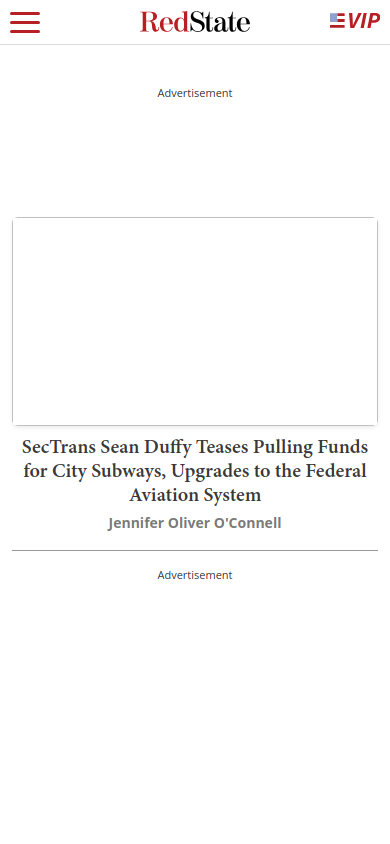 RedState
VIP
Advertisement
SecTrans Sean Duffy Teases Pulling Funds
for City Subways, Upgrades to the Federal
Aviation System
Jennifer Oliver O'Connell
Advertisement